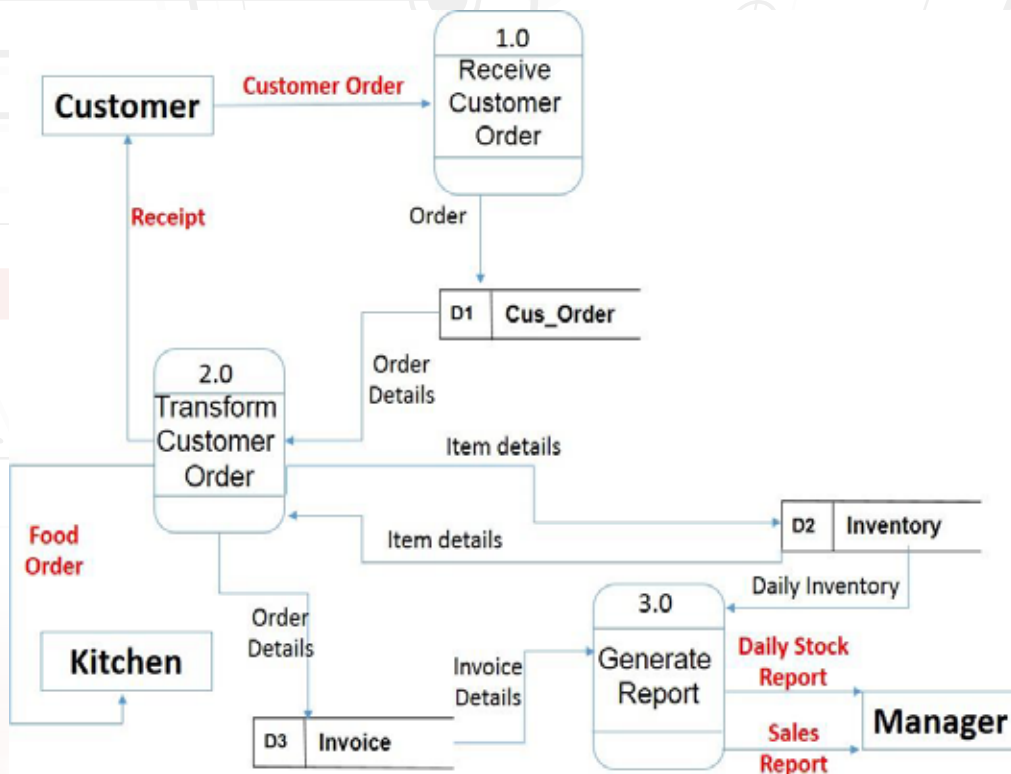 1.0
Receive
Customer
Order
Customer Order
Customer
Receipt
Order
D1 Cus_Order
Order
Details
2.0
Transform
Customer
Order
Item details
Item details
D2 Inventory
Food
Order
Daily Inventory
3.0
Generate
Report
Order
Details
Kitchen
Invoice
Details
Daily Stock
Report
Manager
Sales
Report
D3 Invoice